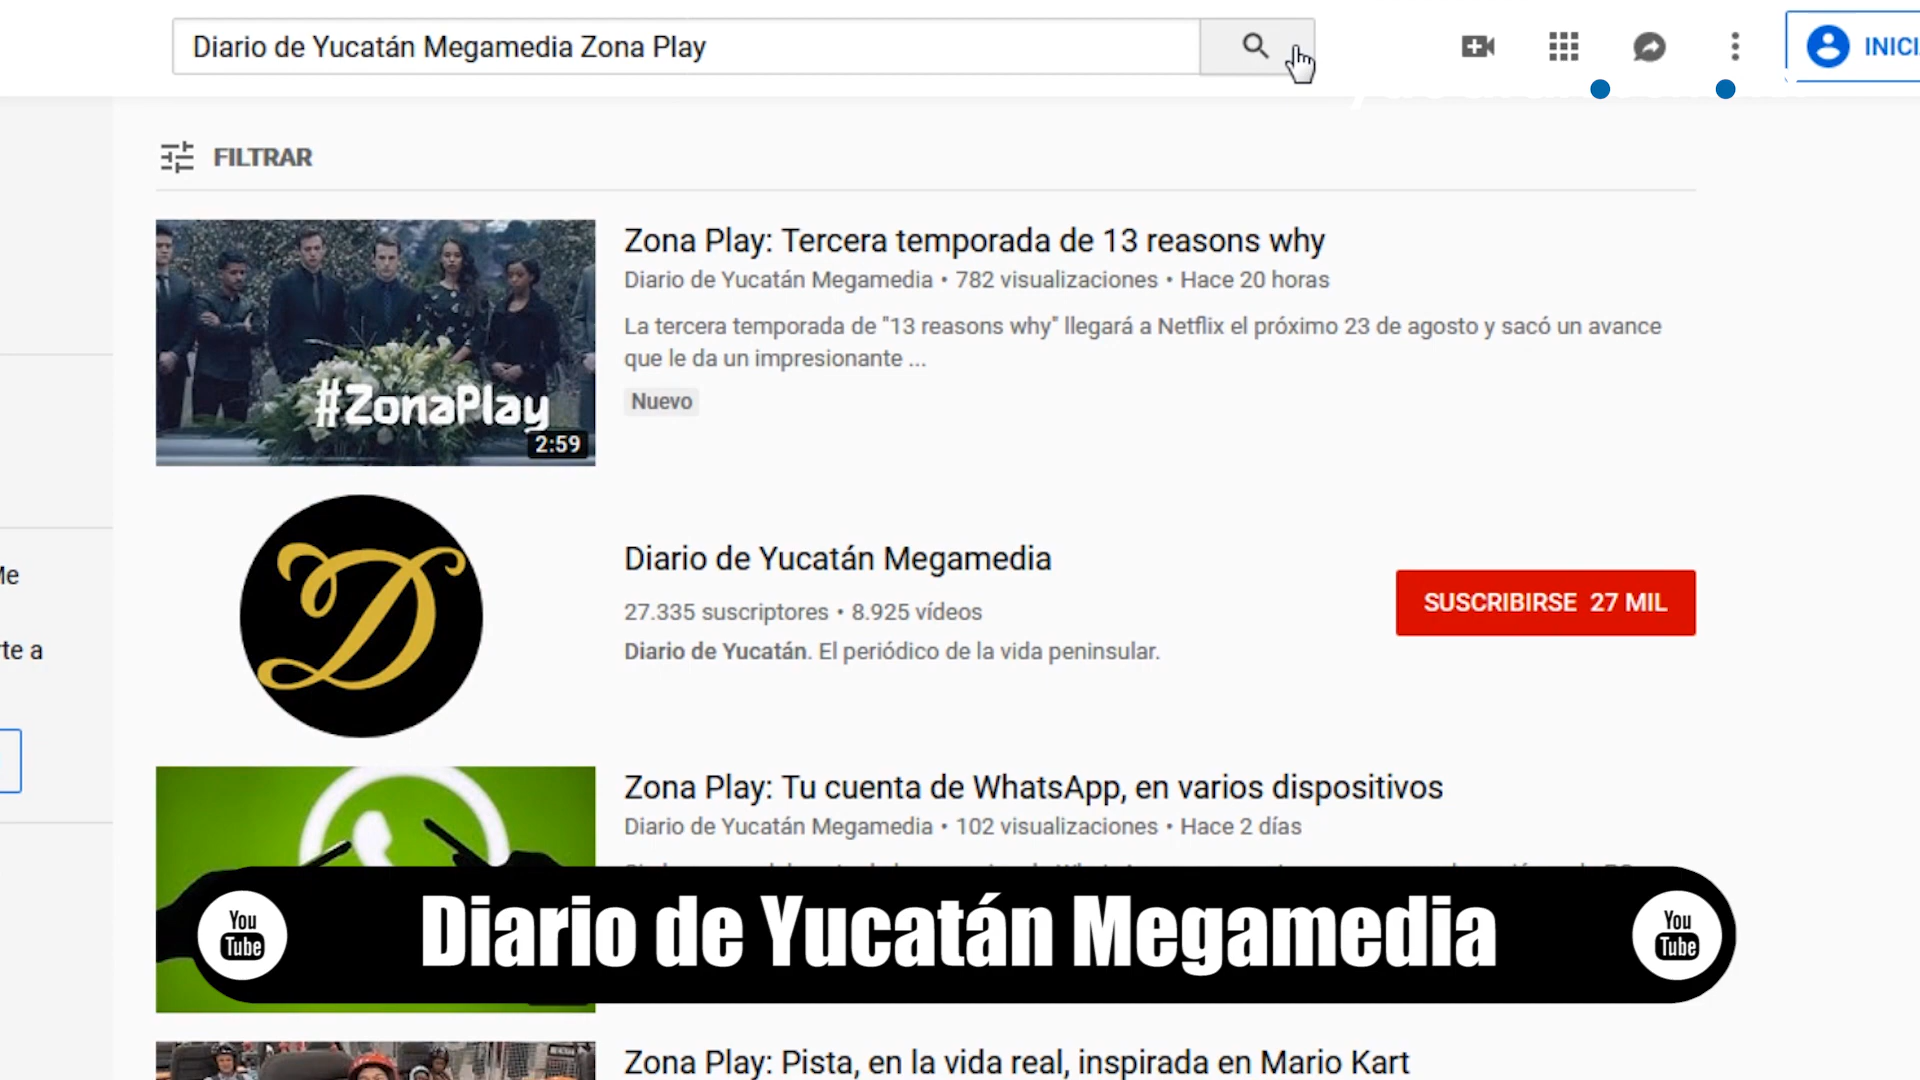 Diario de Yucatán Megamedia Zona Play
INICI
FILTRAR
Zona Play: Tercera temporada de 13 reasons why
Diario de Yucatán Megamedia • 782 visualizaciones • Hace 20 horas
La tercera temporada de "13 reasons why" llegará a Netflix el próximo 23 de agosto y sacó un avance
que le da un impresionante ...
Nuevo
#ZonaPlay
2:59
D
Diario de Yucatán Megamedia
27.335 suscriptores • 8.925 vídeos
Diario de Yucatán. El periódico de la vida peninsular.
SUSCRIBIRSE 27 MIL
Me
rte a
Zona Play: Tu cuenta de WhatsApp, en varios dispositivos
Diario de Yucatán Megamedia • 102 visualizaciones • Hace 2 días
You
Tube
Diario de Yucatán Megamedia
You
Tube
Zona Play: Pista, en la vida real, inspirada en Mario Kart